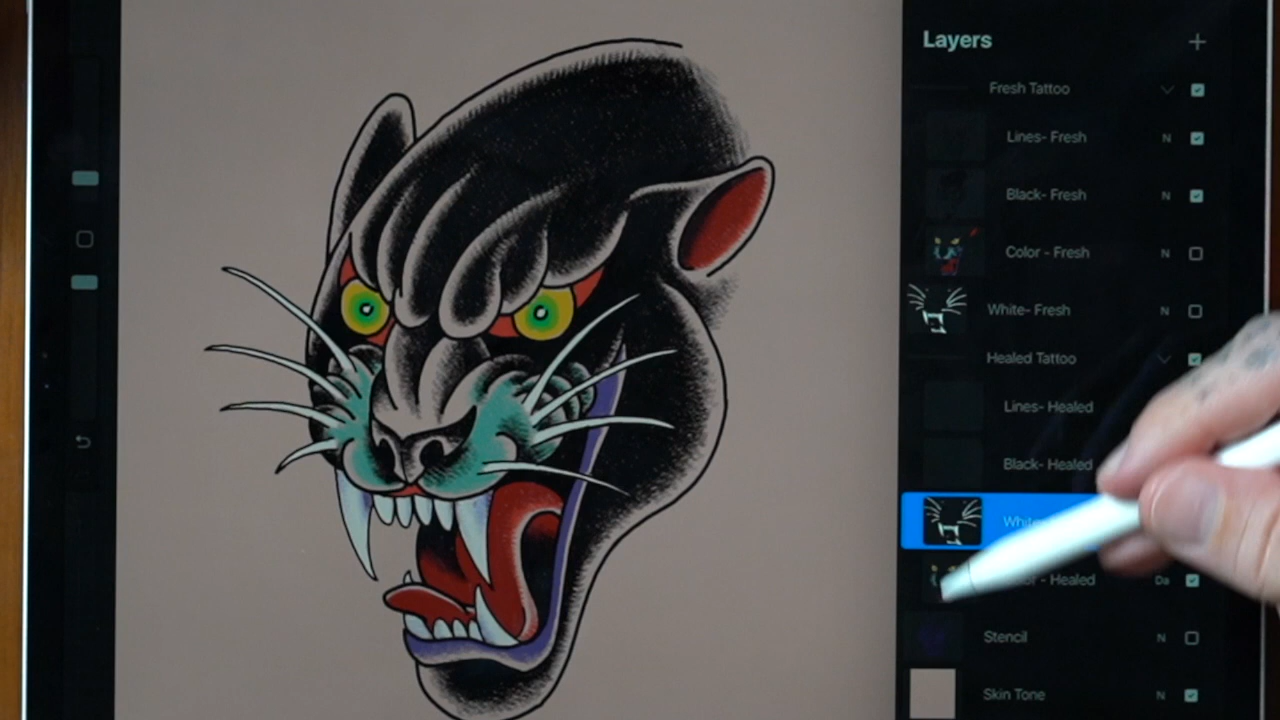 Layers
Fresh Tattoo
Lines- Fresh N
Black- Fresh N
Color - Fresh N
White- Fresh N
Healed Tattoo
Lines- Healed
Black- Healed
- Healed Da
Stencil N
Skin Tone N